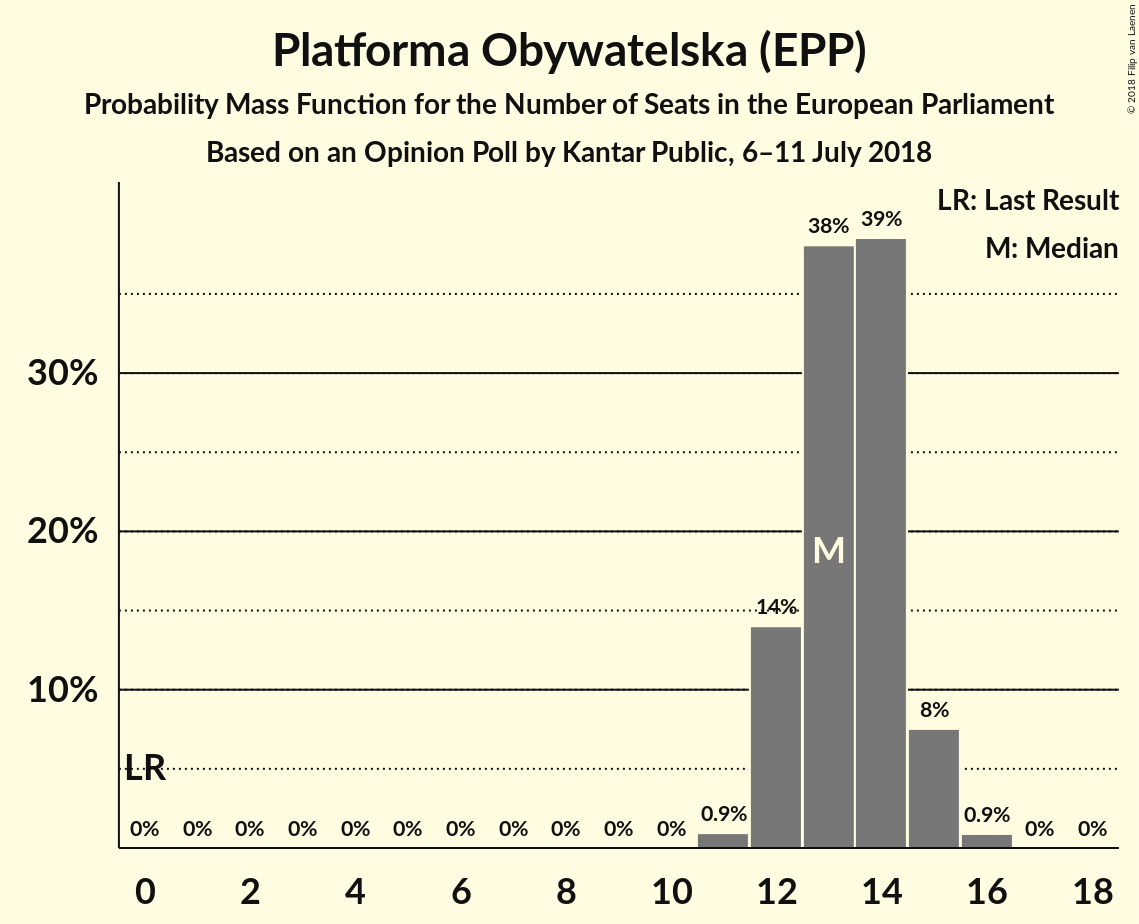 Platforma Obywatelska (EPP)
Probability Mass Function for the Number of Seats in the European Parliament
Based on an Opinion Poll by Kantar Public, 6–11 July 2018
© 2018 Filip van Laenen
LR: Last Result
M: Median
38% 39%
30%
20%
M
14%
10%
8%
LR
0% 0% 0% 0% 0% 0% 0% 0% 0% 0% 0% 0.9% 0.9% 0% 0%
0 2 4 6 8 10 12 14 16 18